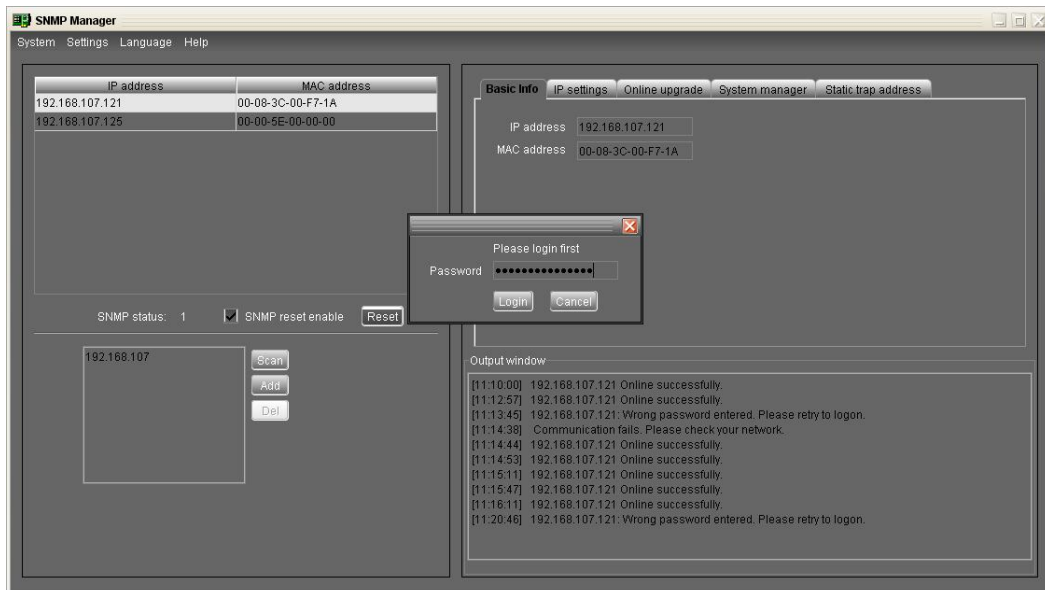 SNMP Manager
System Settings Language Help
IP address MAC address
192.168.107.121 00-08-3C-00-F7-1A
192.168.107.125 00-00-5E-00-00-00
SNMP status: 1 SNMP reset enable Reset
192.168.107
Scan
Add
Del
Basic Info IP settings Online upgrade System manager Static trap address
IP address 192.168.107.121
MAC address 00-08-3C-00-F7-1A
Please login first
Password ●●●●●●●●●●●●●●●
Login Cancel
Output window
[11:10:00] 192.168.107.121 Online successfully.
[11:12:57] 192.168.107.121 Online successfully.
[11:13:45] 192.168.107.121: Wrong password entered. Please retry to logon.
[11:14:38] Communication fails. Please check your network.
[11:14:44] 192.168.107.121 Online successfully.
[11:14:53] 192.168.107.121 Online successfully.
[11:15:11] 192.168.107.121 Online successfully.
[11:15:47] 192.168.107.121 Online successfully.
[11:16:11] 192.168.107.121 Online successfully.
[11:20:46] 192.168.107.121: Wrong password entered. Please retry to logon.